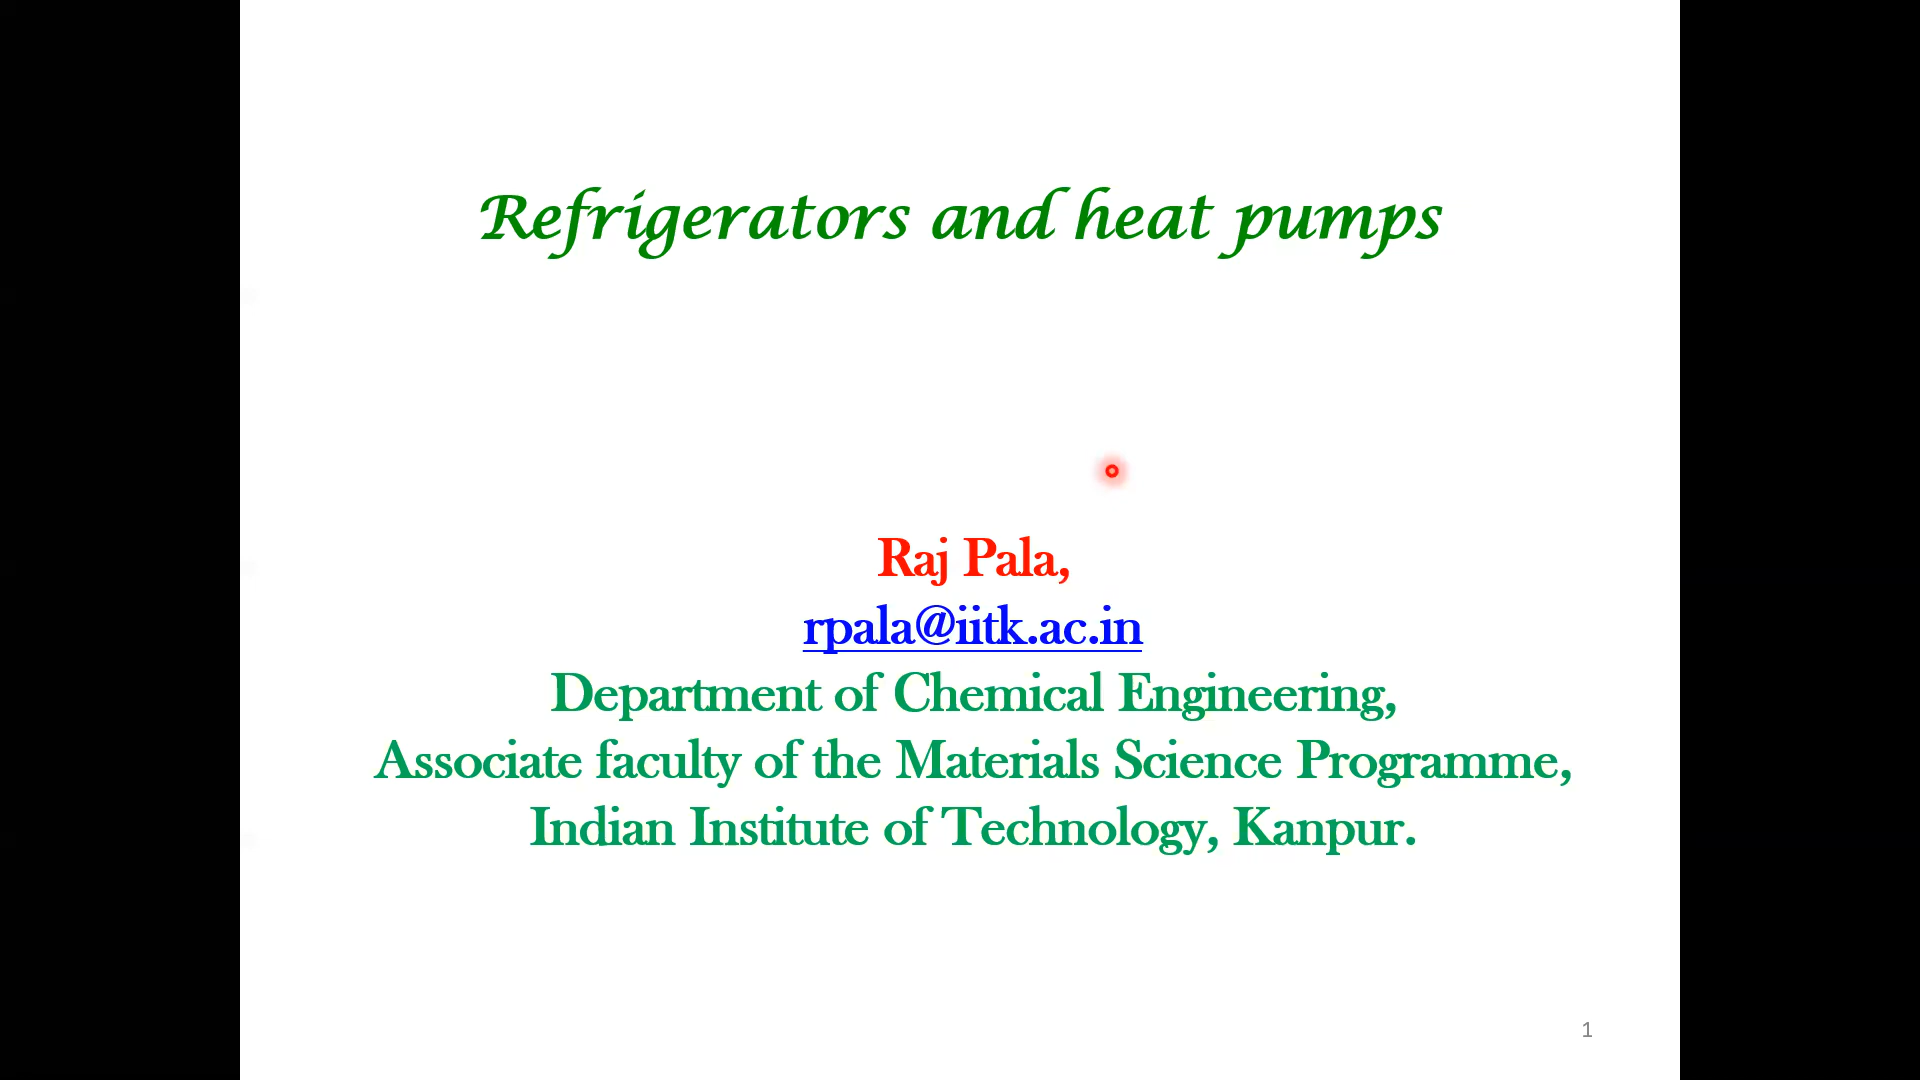 Refrigerators and heat pumps
Raj Pala,
rpala@iitk.ac.in
Department of Chemical Engineering,
Associate faculty of the Materials Science Programme,
Indian Institute of Technology, Kanpur.
1